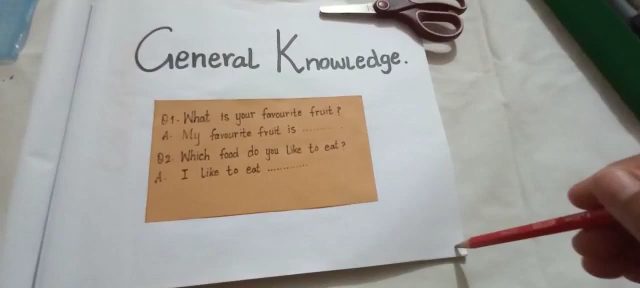 General Knowledge.
Q1. What is your favourite fruit?
A. My favourite fruit is ..........
Q2. Which food do you like to eat?
A. I like to eat ............